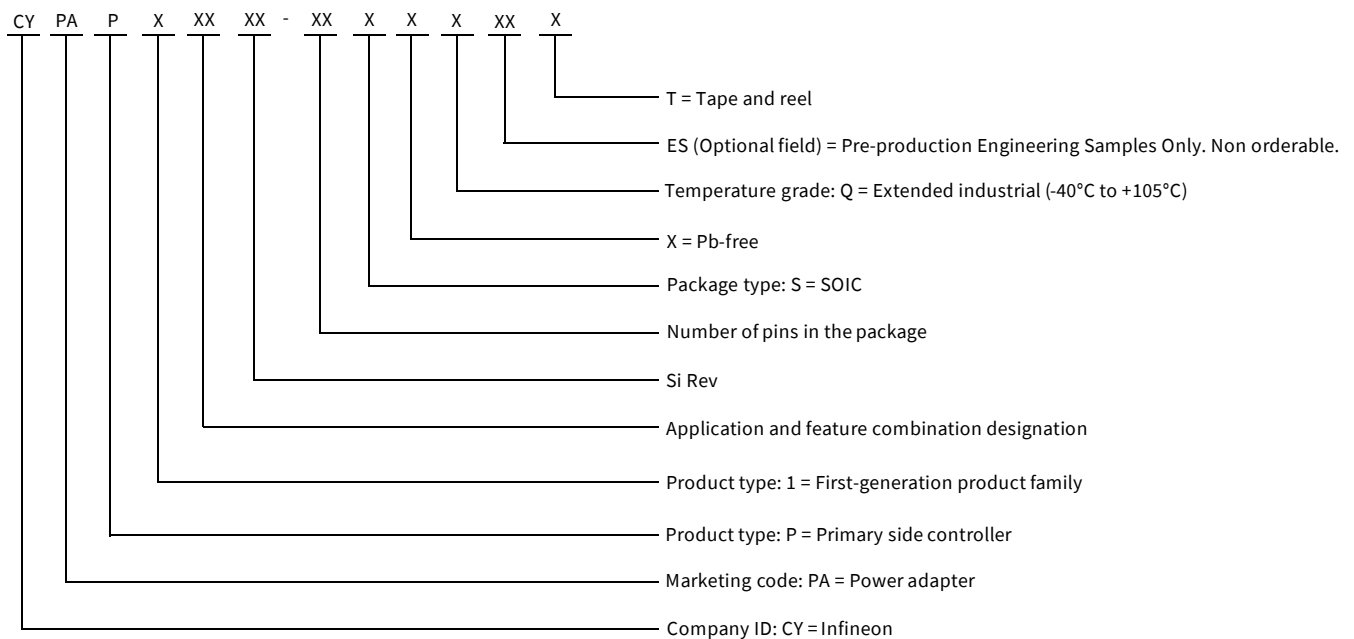 CY PA P X XX XX - XX X X X XX X
T = Tape and reel
ES (Optional field) = Pre-production Engineering Samples Only. Non orderable.
Temperature grade: Q = Extended industrial (-40°C to +105°C)
X = Pb-free
Package type: S = SOIC
Number of pins in the package
Si Rev
Application and feature combination designation
Product type: 1 = First-generation product family
Product type: P = Primary side controller
Marketing code: PA = Power adapter
Company ID: CY = Infineon